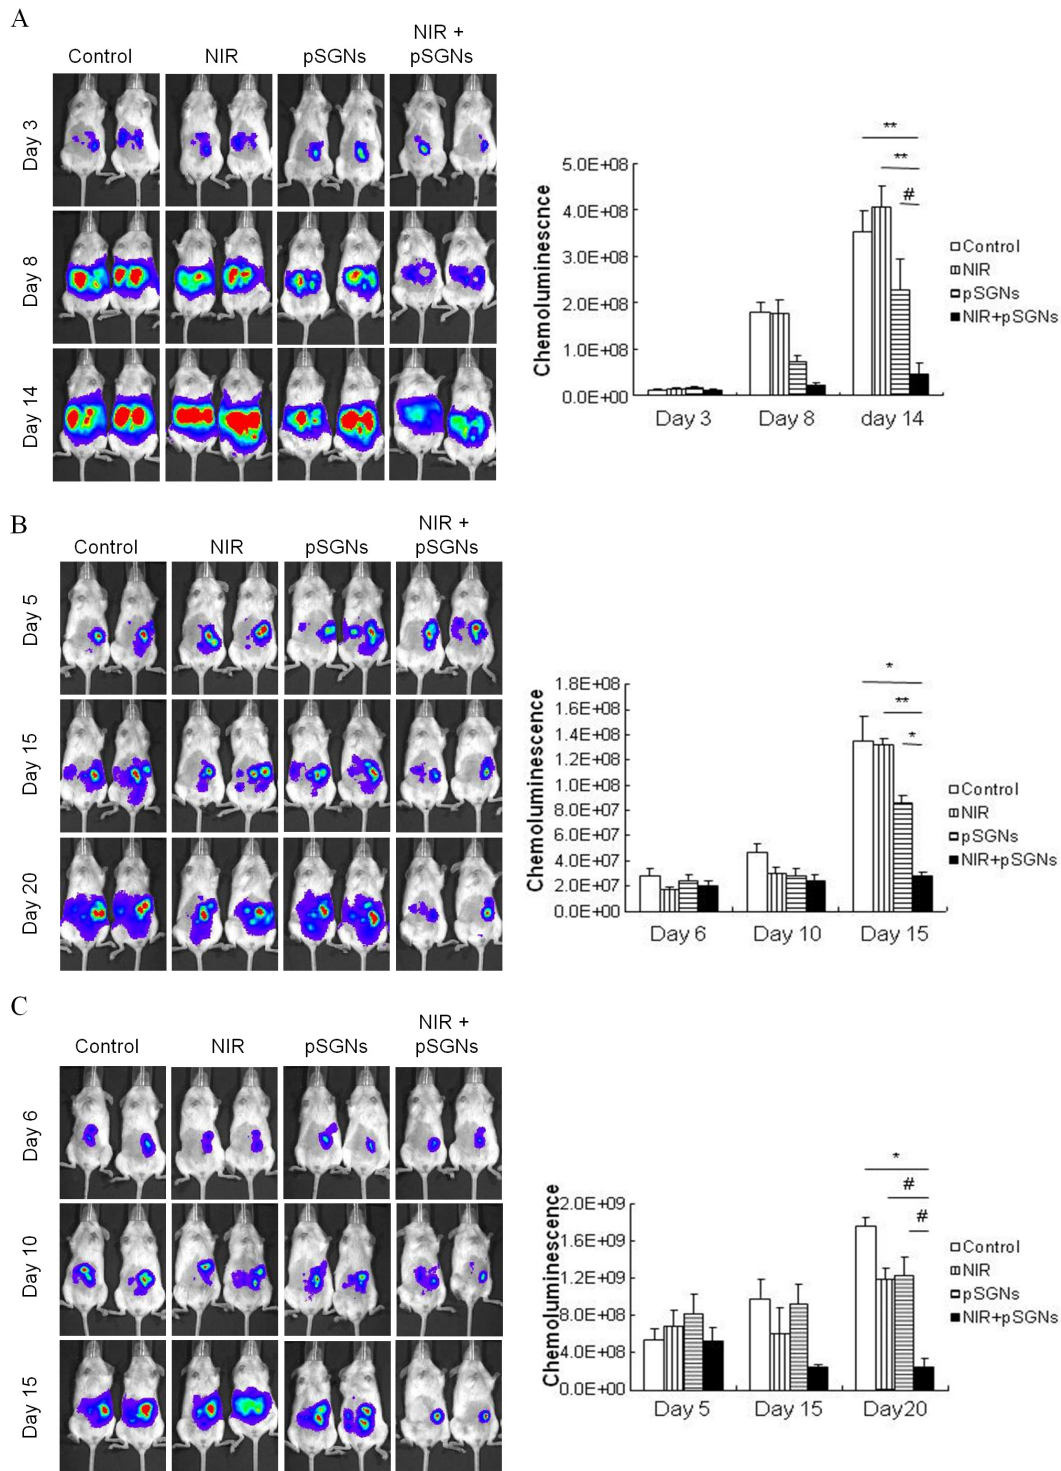 A
Control
NIR
pSGNs
NIR +
pSGNs
Day 3
Day 8
Day 14
Chemoluminescnce
5.0E+08
4.0E+08
3.0E+08
2.0E+08
1.0E+08
0.0E+00
**
**
#
Day 3
Day 8
day 14
Control
NIR
pSGNs
NIR+pSGNs
B
Control
NIR
pSGNs
NIR +
pSGNs
Day 5
Day 15
Day 20
Chemoluminescence
1.8E+08
1.6E+08
1.4E+08
1.2E+08
1.0E+08
8.0E+07
6.0E+07
4.0E+07
2.0E+07
0.0E+00
*
**
*
Day 6
Day 10
Day 15
Control
NIR
pSGNs
NIR+pSGNs
C
Control
NIR
pSGNs
NIR +
pSGNs
Day 6
Day 10
Day 15
Chemoluminescence
2.0E+09
1.6E+09
1.2E+09
8.0E+08
4.0E+08
0.0E+00
*
#
#
Day 5
Day 15
Day20
Control
NIR
pSGNs
NIR+pSGNs